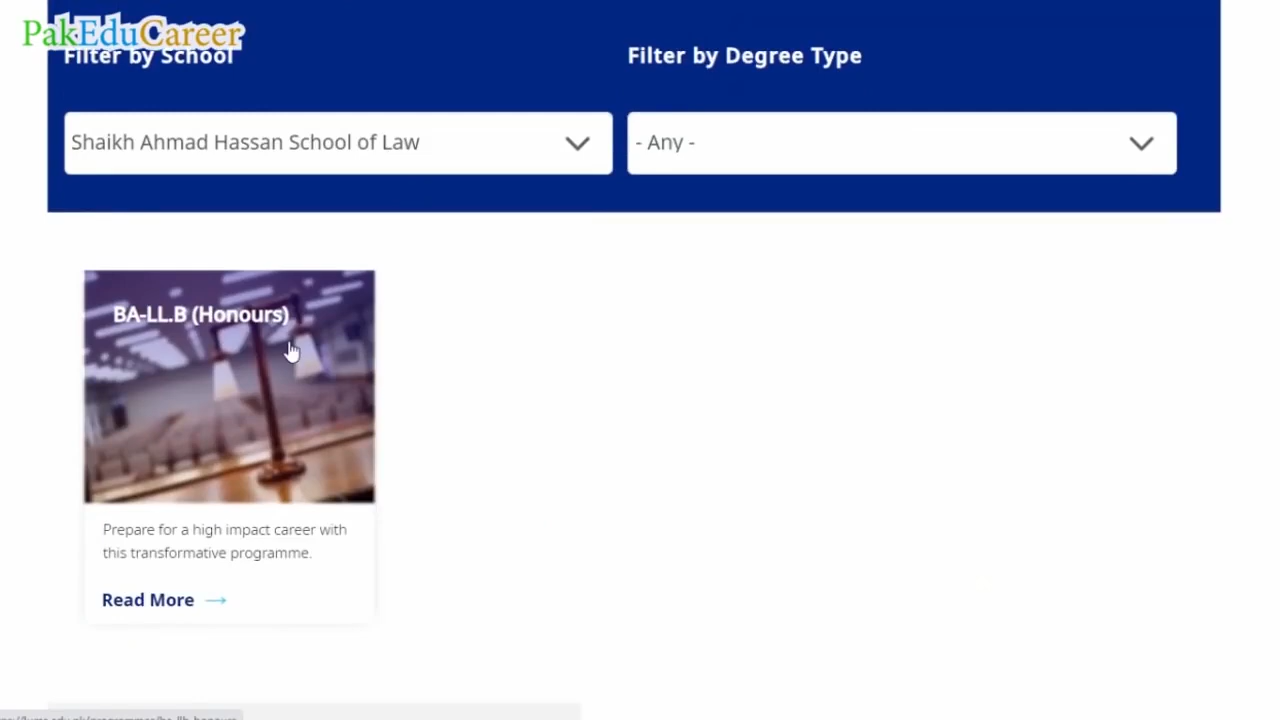 PakEduCareer
Filter by School
Filter by Degree Type
Shaikh Ahmad Hassan School of Law
- Any -
BA-LL.B (Honours)
Prepare for a high impact career with
this transformative programme.
Read More →